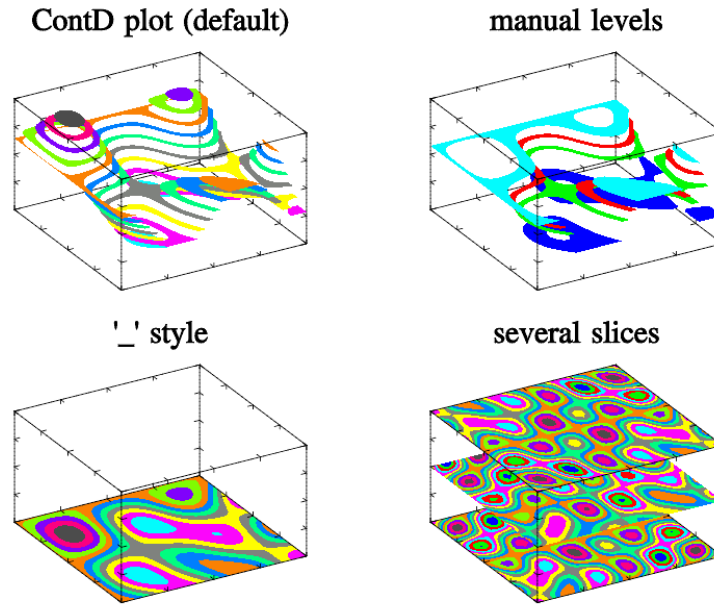 ContD plot (default)
manual levels
'_' style
several slices